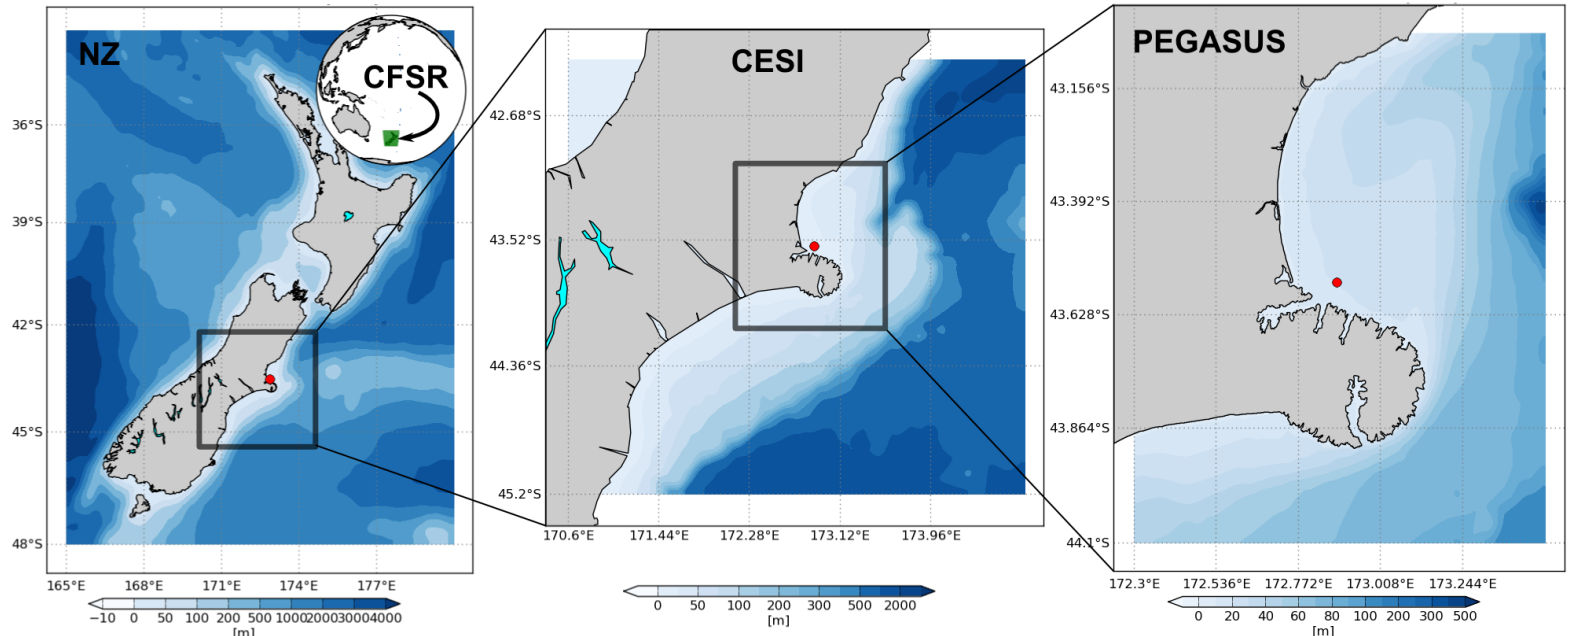 NZ
CFSR
36°S
39°S
42°S
45°S
48°S
165°E 168°E 171°E 174°E 177°E
−10 0 50 100 200 500 1000 2000 3000 4000
[m]
CESI
42.68°S
43.52°S
44.36°S
45.2°S
170.6°E 171.44°E 172.28°E 173.12°E 173.96°E
0 50 100 200 300 500 2000
[m]
PEGASUS
43.156°S
43.392°S
43.628°S
43.864°S
44.1°S
172.3°E 172.536°E 172.772°E 173.008°E 173.244°E
0 20 40 60 80 100 200 300 500
[m]